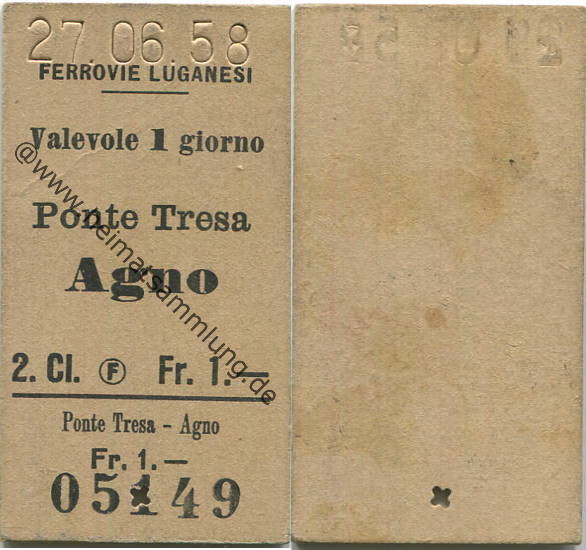 27.06.58
FERROVIE LUGANESI
Valevole 1 giorno
Ponte Tresa
Agno
2. Cl. F Fr. 1.—
Ponte Tresa - Agno
Fr. 1.—
05149
@www.heimatsammlung.de